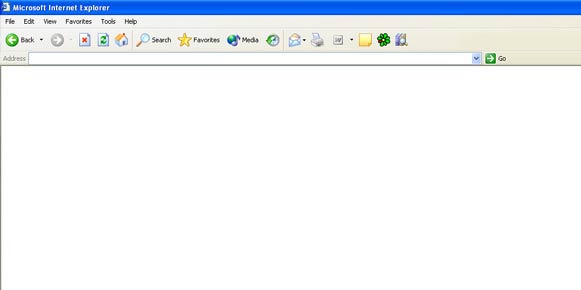 Microsoft Internet Explorer
File Edit View Favorites Tools Help
Back Search Favorites Media W
Address Go